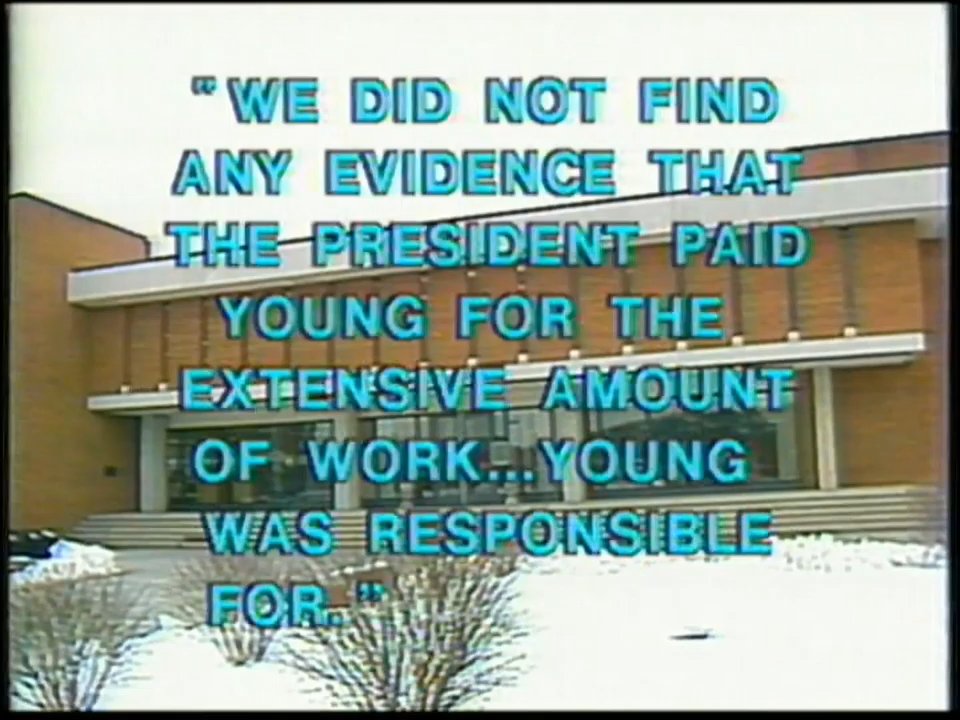 "WE DID NOT FIND
ANY EVIDENCE THAT
THE PRESIDENT PAID
YOUNG FOR THE
EXTENSIVE AMOUNT
OF WORK...YOUNG
WAS RESPONSIBLE
FOR."